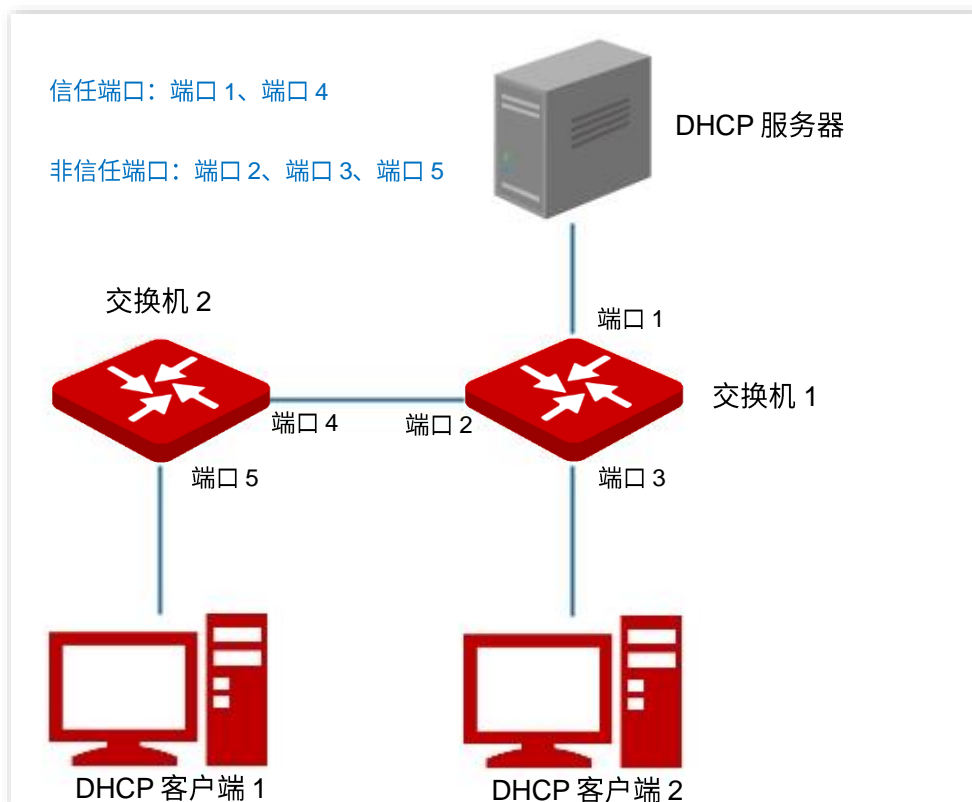 信任端口：端口 1、端口 4
DHCP 服务器
非信任端口：端口 2、端口 3、端口 5
交换机 2
端口 1
交换机 1
端口 4
端口 2
端口 5
端口 3
DHCP 客户端 1
DHCP 客户端 2